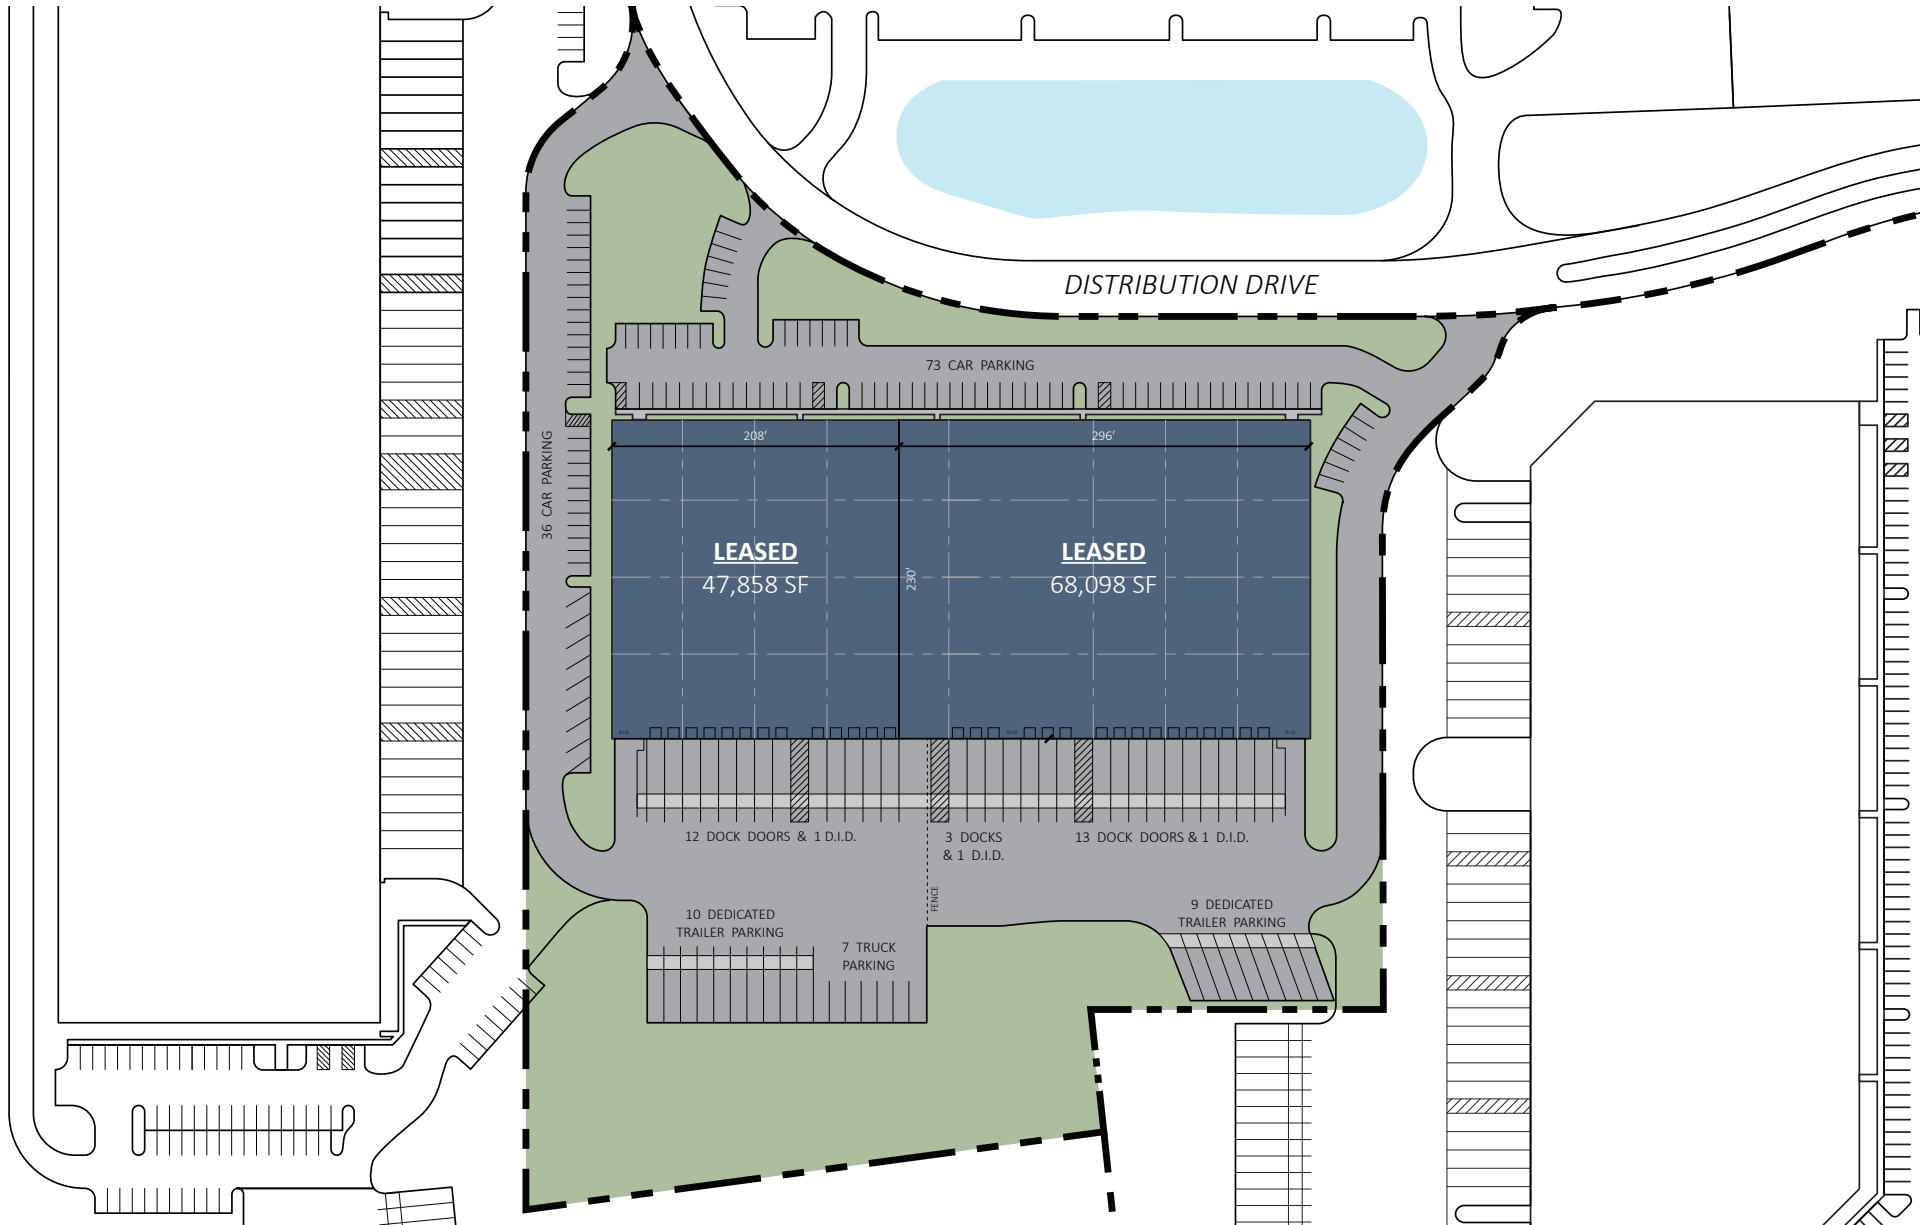 DISTRIBUTION DRIVE
73 CAR PARKING
208'
296'
36 CAR PARKING
LEASED
47,858 SF
230'
LEASED
68,098 SF
D.I.D.
D.I.D.
D.I.D.
12 DOCK DOORS & 1 D.I.D.
3 DOCKS
& 1 D.I.D.
13 DOCK DOORS & 1 D.I.D.
FENCE
10 DEDICATED
TRAILER PARKING
7 TRUCK
PARKING
9 DEDICATED
TRAILER PARKING